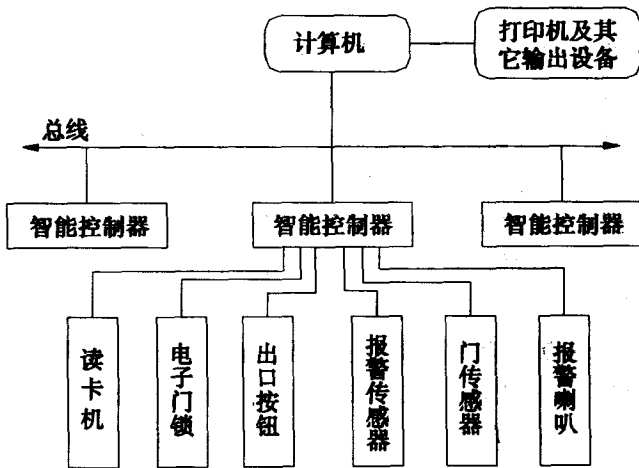 计算机
打印机及其
它输出设备
总线
智能控制器
智能控制器
智能控制器
读卡机
电子门锁
出口按钮
报警传感器
门传感器
报警喇叭